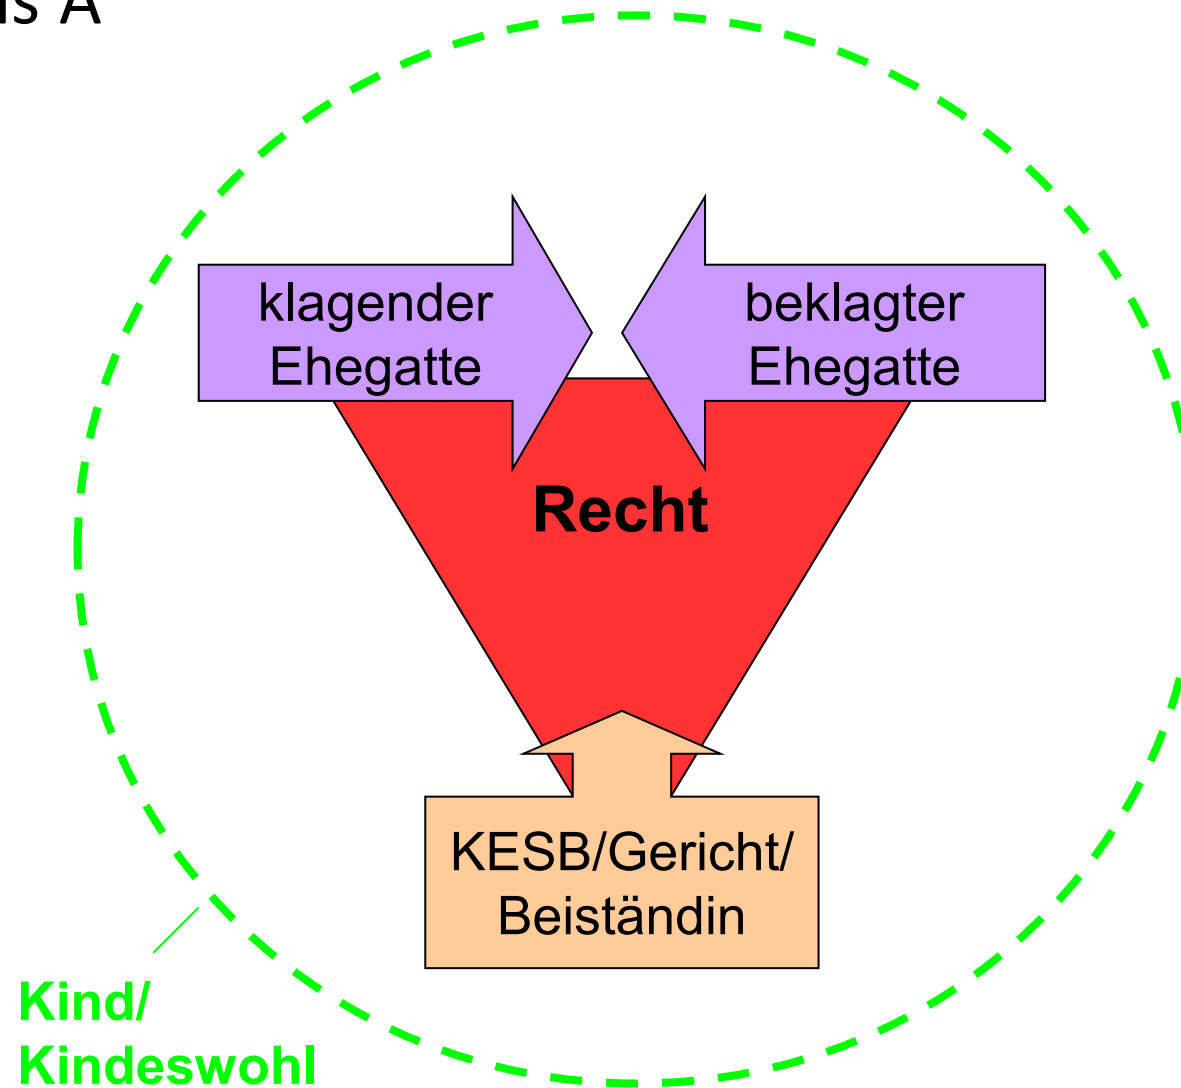 A
klagender
Ehegatte
beklagter
Ehegatte
Recht
KESB/Gericht/
Beiständin
Kind/
Kindeswohl